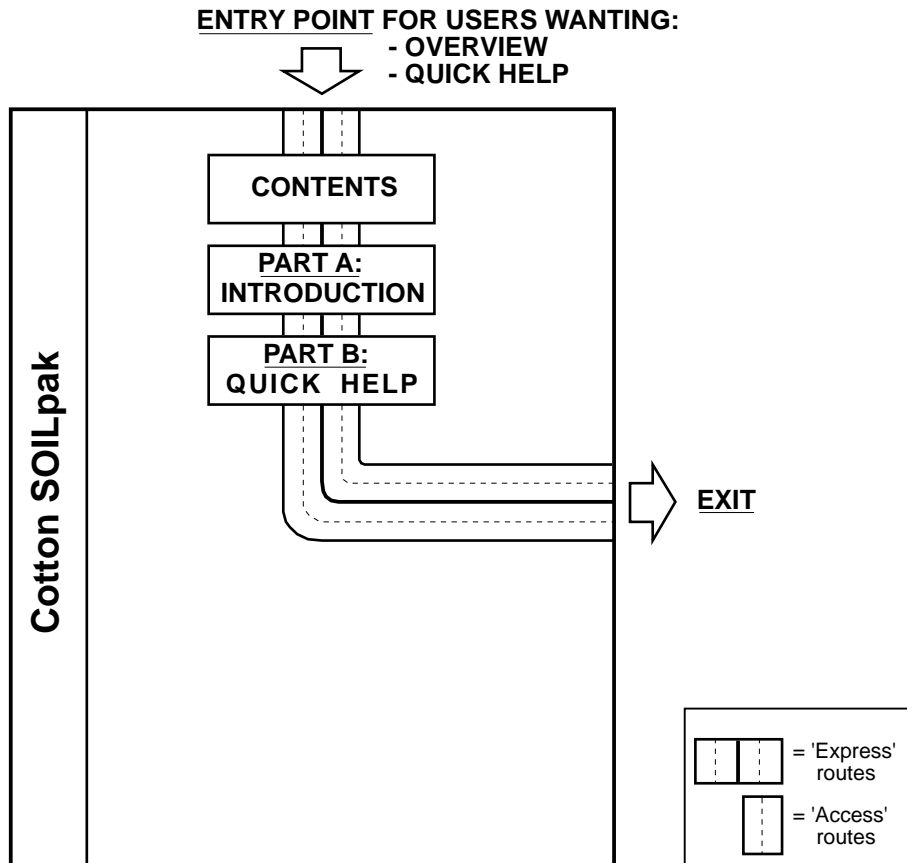 ENTRY POINT FOR USERS WANTING:
- OVERVIEW
- QUICK HELP
CONTENTS
PART A:
INTRODUCTION
PART B:
QUICK HELP
Cotton SOILpak
EXIT
= 'Express'
routes
= 'Access'
routes